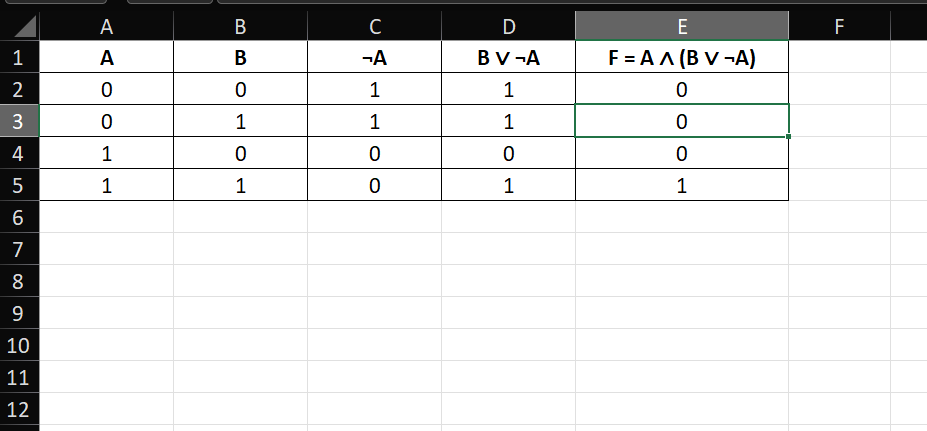 A B C D E F
1 A B ¬A B ∨ ¬A F = A ∧ (B ∨ ¬A)
2 0 0 1 1 0
3 0 1 1 1 0
4 1 0 0 0 0
5 1 1 0 1 1
6
7
8
9
10
11
12